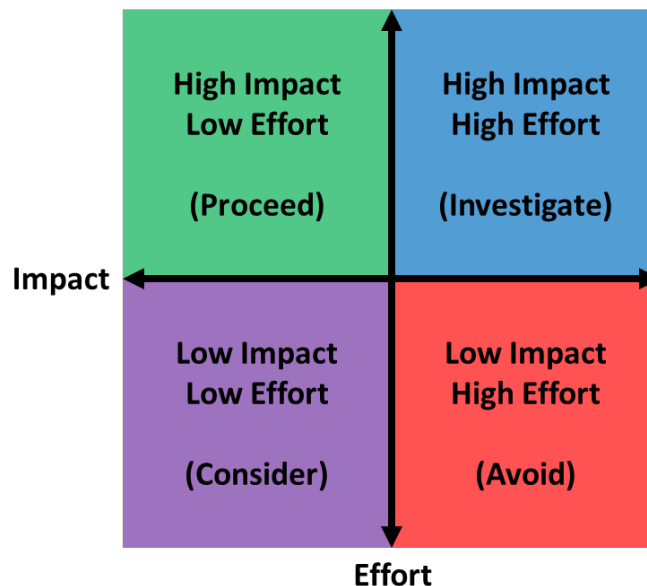 High Impact
Low Effort
(Proceed)
High Impact
High Effort
(Investigate)
Impact
Low Impact
Low Effort
(Consider)
Low Impact
High Effort
(Avoid)
Effort